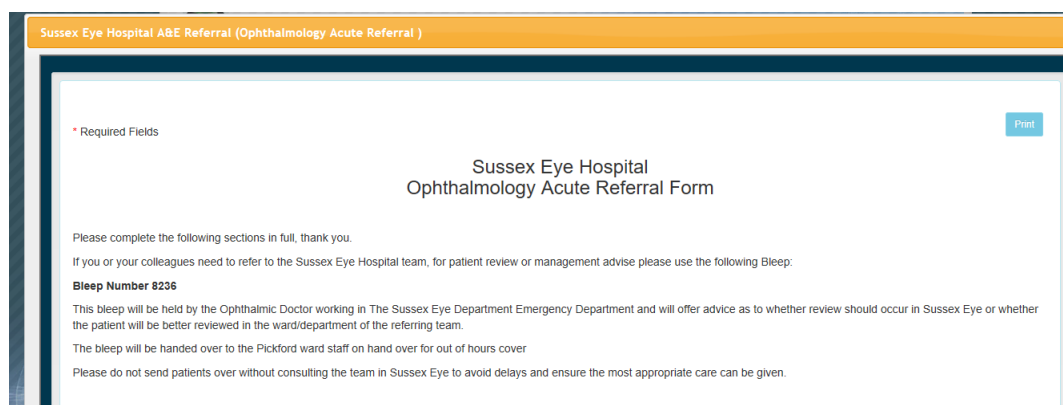 Sussex Eye Hospital A&E Referral (Ophthalmology Acute Referral )
* Required Fields
Print
Sussex Eye Hospital
Ophthalmology Acute Referral Form
Please complete the following sections in full, thank you.
If you or your colleagues need to refer to the Sussex Eye Hospital team, for patient review or management advise please use the following Bleep:
Bleep Number 8236
This bleep will be held by the Ophthalmic Doctor working in The Sussex Eye Department Emergency Department and will offer advice as to whether review should occur in Sussex Eye or whether
the patient will be better reviewed in the ward/department of the referring team.
The bleep will be handed over to the Pickford ward staff on hand over for out of hours cover
Please do not send patients over without consulting the team in Sussex Eye to avoid delays and ensure the most appropriate care can be given.